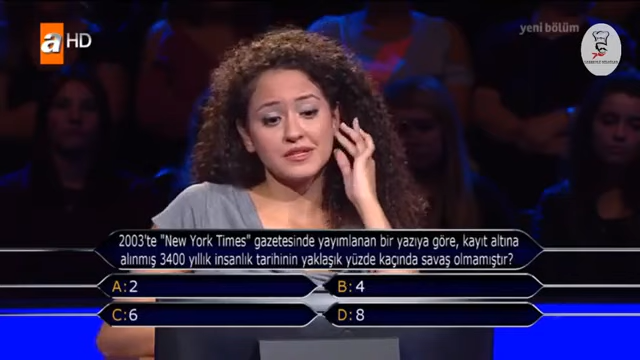 a HD
yeni bölüm
2003'te "New York Times" gazetesinde yayımlanan bir yazıya göre, kayıt altına
alınmış 3400 yıllık insanlık tarihinin yaklaşık yüzde kaçında savaş olmamıştır?
A: 2
B: 4
C: 6
D: 8